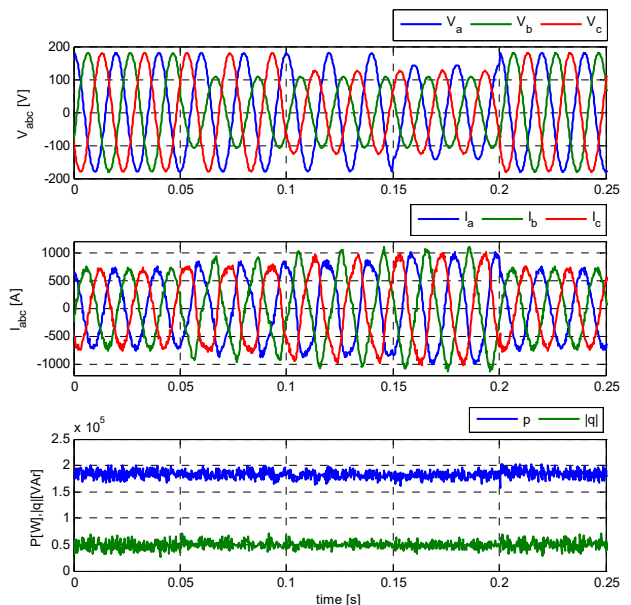 V_a V_b V_c
V_abc [V]
200
100
0
-100
-200
0 0.05 0.1 0.15 0.2 0.25
I_a I_b I_c
I_abc [A]
1000
500
0
-500
-1000
0 0.05 0.1 0.15 0.2 0.25
x 10^5
p |q|
P[W],|q|[VAr]
2.5
2
1.5
1
0.5
0
0 0.05 0.1 0.15 0.2 0.25
time [s]